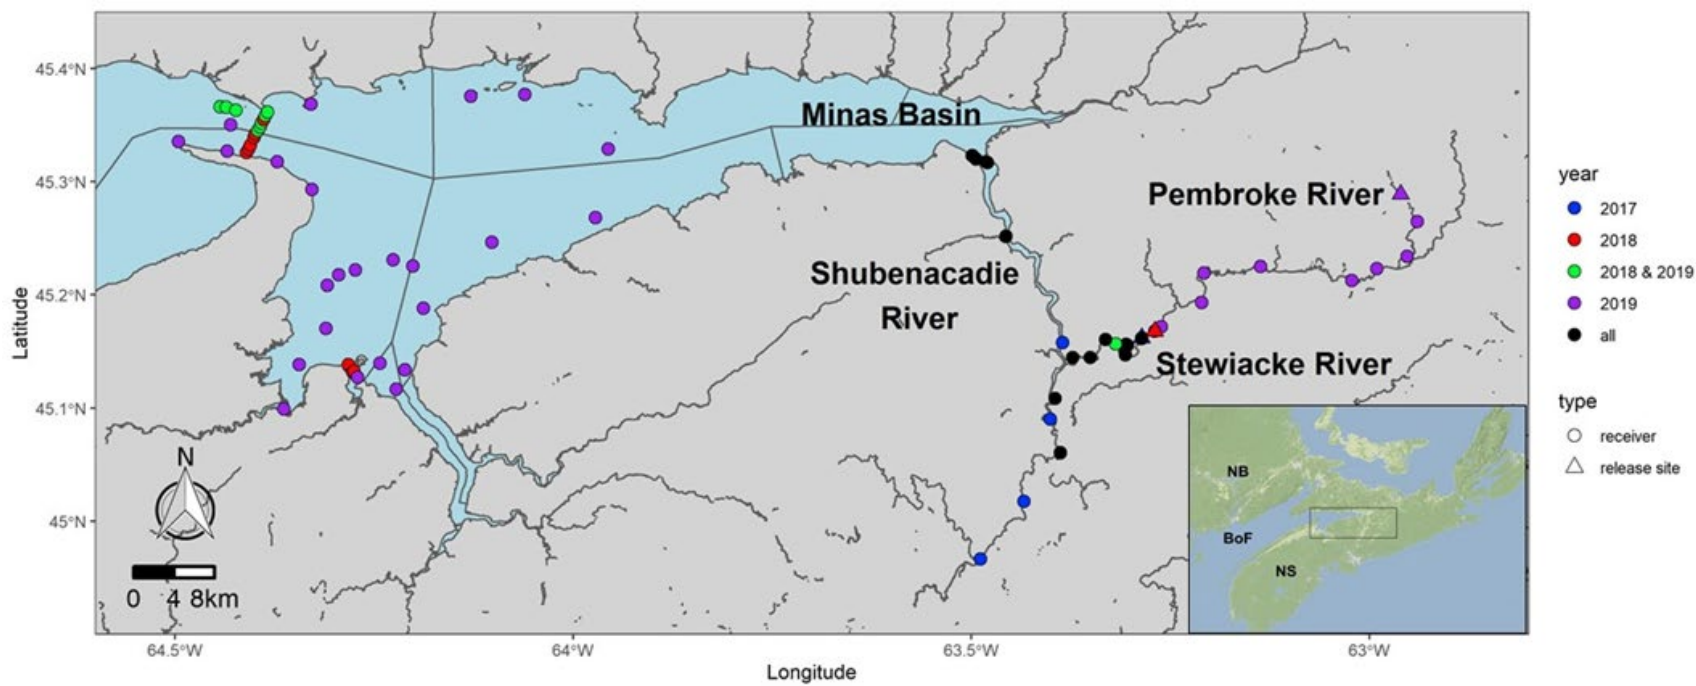 45.4°N
45.3°N
45.2°N
45.1°N
45°N
Latitude
64.5°W
64°W
63.5°W
63°W
Longitude
Minas Basin
Pembroke River
Shubenacadie
River
Stewiacke River
N
0 4 8km
NB
BoF
NS
year
2017
2018
2018 & 2019
2019
all
type
receiver
release site